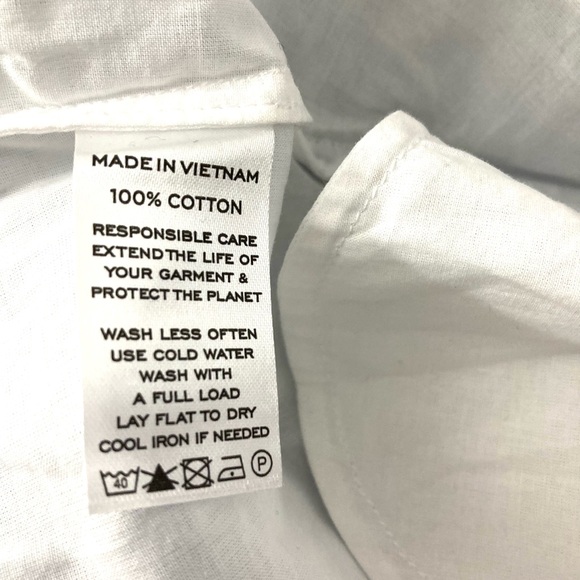 MADE IN VIETNAM
100% COTTON
RESPONSIBLE CARE
EXTEND THE LIFE OF
YOUR GARMENT &
PROTECT THE PLANET
WASH LESS OFTEN
USE COLD WATER
WASH WITH
A FULL LOAD
LAY FLAT TO DRY
COOL IRON IF NEEDED
40 P